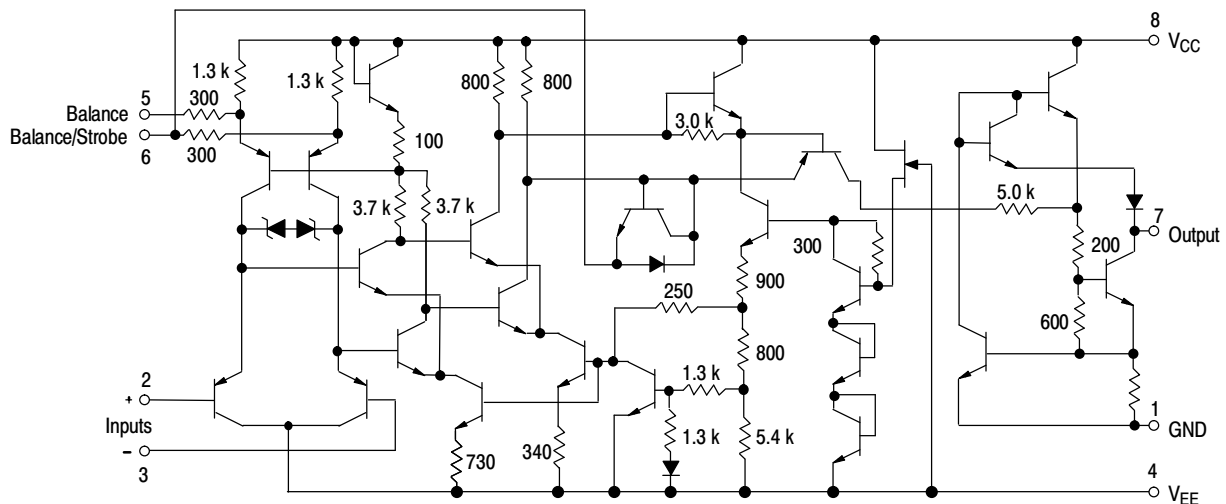 8
V_CC
1.3 k
1.3 k
800
800
5
300
Balance
Balance/Strobe
6
300
100
3.0 k
3.7 k
3.7 k
5.0 k
7
Output
300
200
900
250
600
800
2
+
1.3 k
Inputs
–
3
1.3 k
5.4 k
730
340
1
GND
4
V_EE